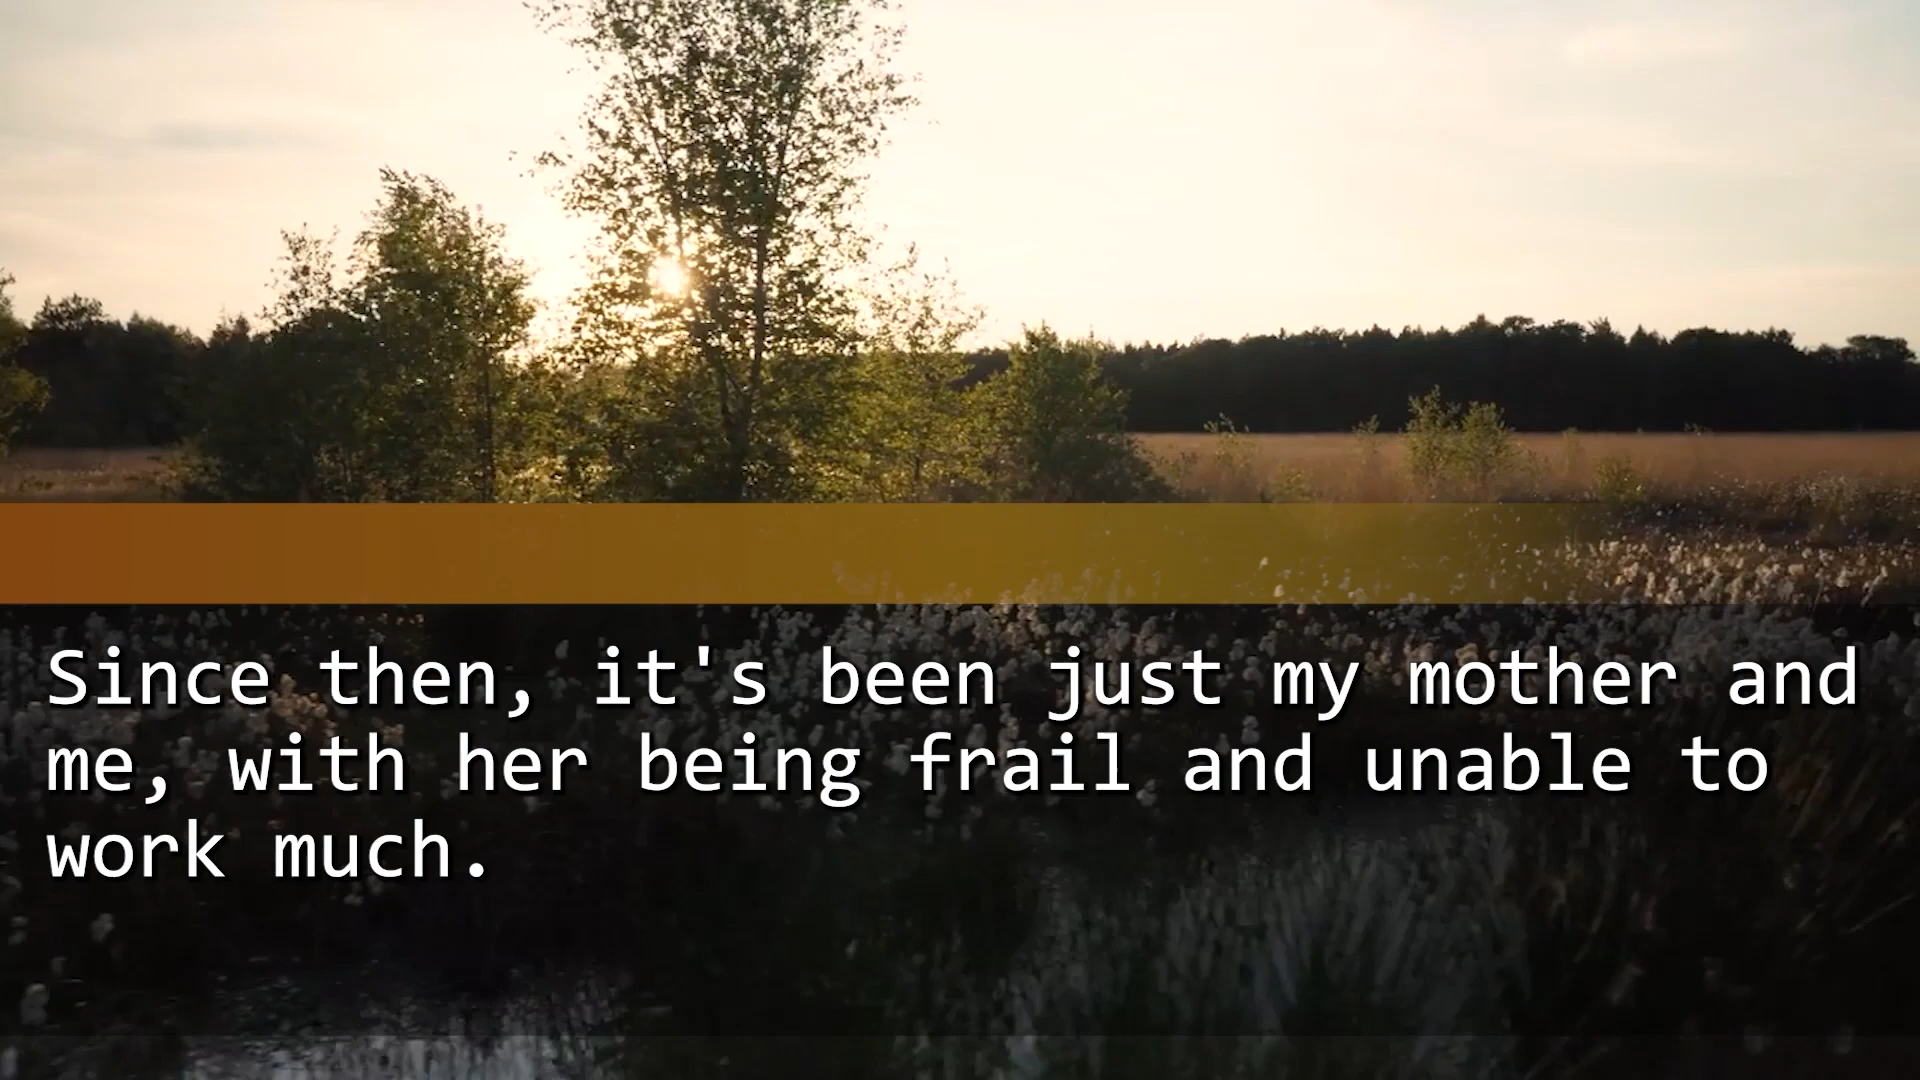 Since then, it's been just my mother and
me, with her being frail and unable to
work much.